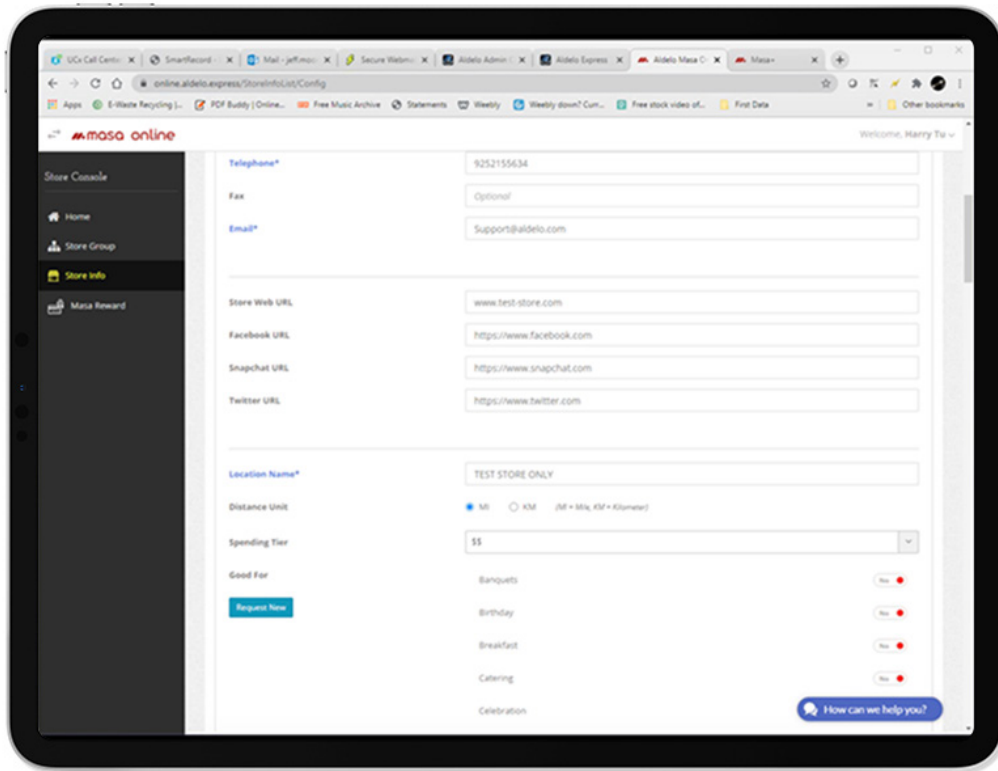 UCx Call Cente
SmartRecord -
Mail - jeff.moo
Secure Webm
Aldelo Admin
Aldelo Express
Aldelo Masa
Masa+
online.aldelo.express/StoreInfoList/Config
Apps
E-Waste Recycling |...
PDF Buddy | Online...
Free Music Archive
Statements
Weebly
Weebly down? Curr...
Free stock video of...
First Data
Other bookmarks
masa online
Welcome, Harry Tu
Store Console
Home
Store Group
Store Info
Masa Reward
Telephone* 9252155634
Fax Optional
Email* Support@aldelo.com
Store Web URL www.test-store.com
Facebook URL https://www.facebook.com
Snapchat URL https://www.snapchat.com
Twitter URL https://www.twitter.com
Location Name* TEST STORE ONLY
Distance Unit MI KM (M = Mile, KM = Kilometer)
Spending Tier $$
Good For
Request New
Banquets
Birthday
Breakfast
Catering
Celebration
How can we help you?